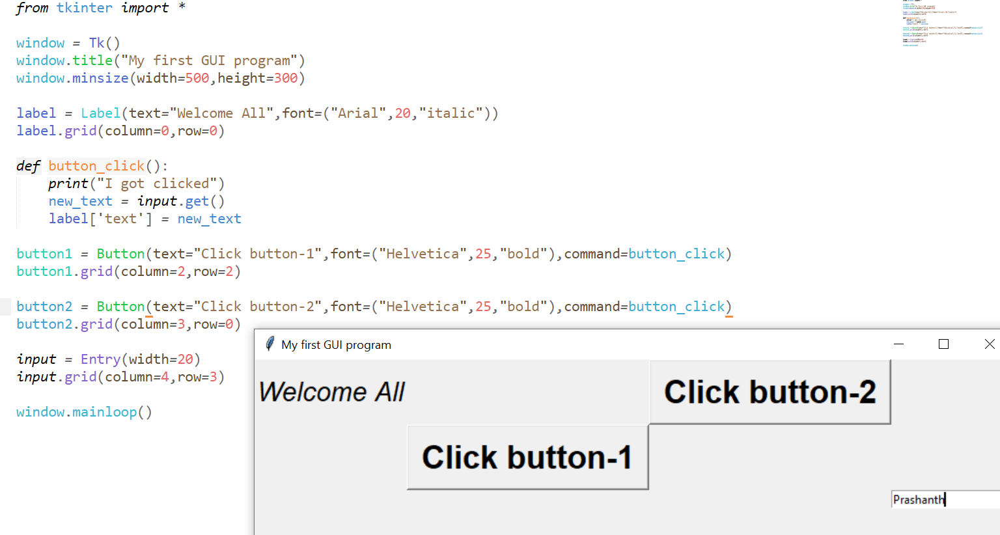 from tkinter import *
window = Tk()
window.title("My first GUI program")
window.minsize(width=500,height=300)
label = Label(text="Welcome All",font=("Arial",20,"italic"))
label.grid(column=0,row=0)
def button_click():
    print("I got clicked")
    new_text = input.get()
    label['text'] = new_text
button1 = Button(text="Click button-1",font=("Helvetica",25,"bold"),command=button_click)
button1.grid(column=2,row=2)
button2 = Button(text="Click button-2",font=("Helvetica",25,"bold"),command=button_click)
button2.grid(column=3,row=0)
input = Entry(width=20)
input.grid(column=4,row=3)
window.mainloop()
My first GUI program
Welcome All
Click button-2
Click button-1
Prashanth